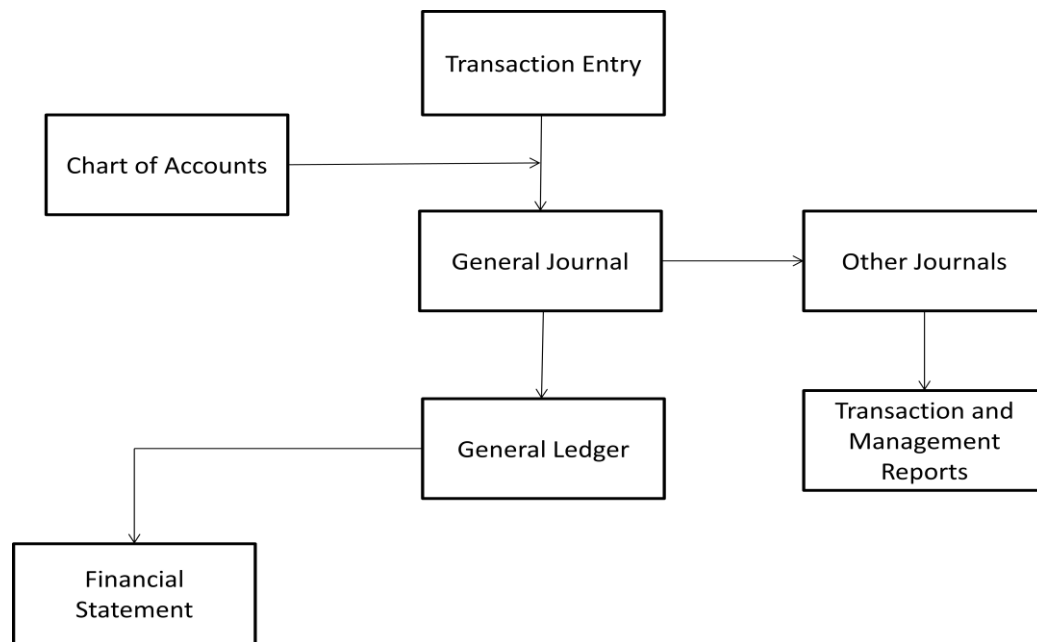 Transaction Entry
Chart of Accounts
General Journal
Other Journals
General Ledger
Transaction and
Management
Reports
Financial
Statement